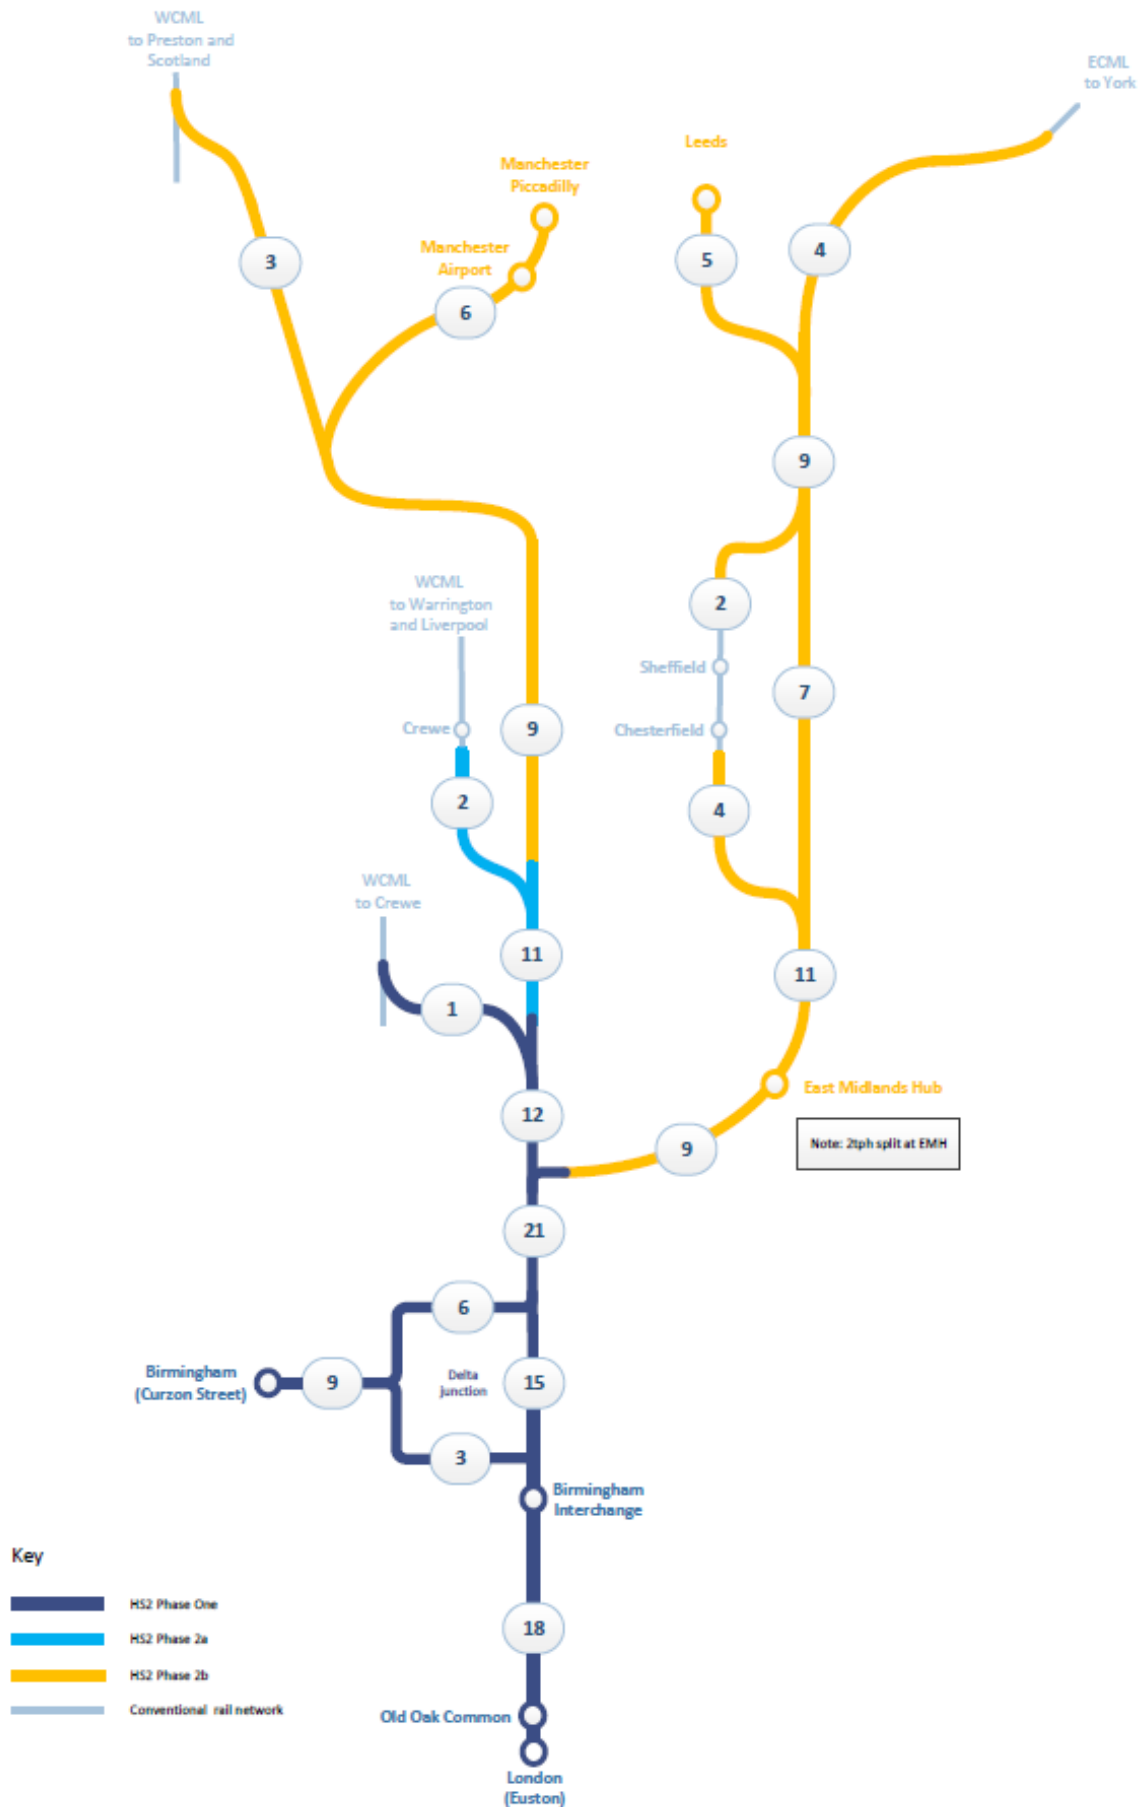 WCML
to Preston and
Scotland
ECML
to York
Leeds
Manchester
Piccadilly
Manchester
Airport
3
6
5
4
9
WCML
to Warrington
and Liverpool
2
Sheffield
7
Crewe
9
Chesterfield
2
4
WCML
to Crewe
11
11
1
East Midlands Hub
12
Note: 2tph split at EMH
9
21
6
Birmingham
(Curzon Street)
9
Delta
junction
15
3
Birmingham
Interchange
Key
HS2 Phase One
HS2 Phase 2a
HS2 Phase 2b
Conventional rail network
18
Old Oak Common
London
(Euston)